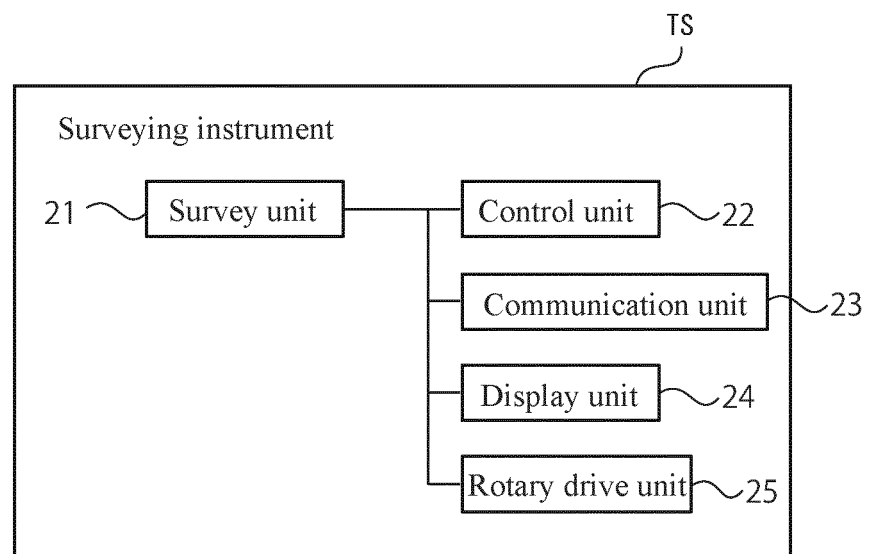 TS
Surveying instrument
21 Survey unit
Control unit 22
Communication unit 23
Display unit 24
Rotary drive unit 25